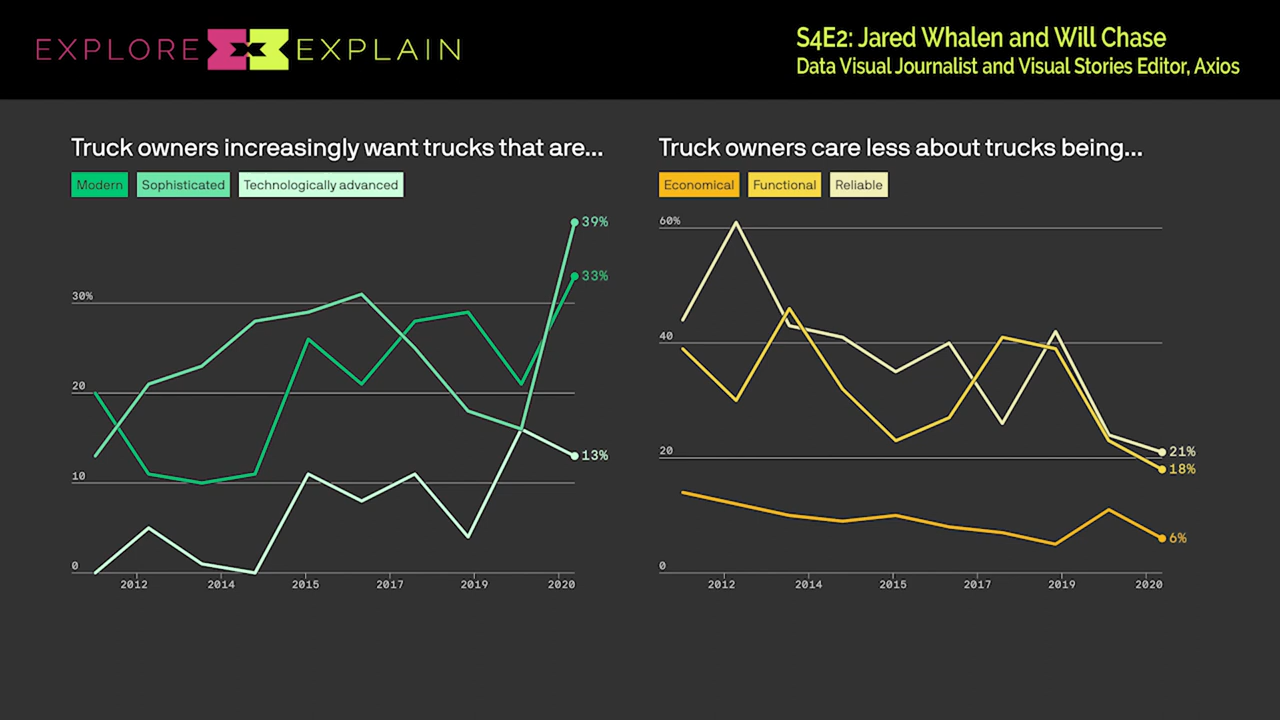 EXPLORE EXPLAIN
S4E2: Jared Whalen and Will Chase
Data Visual Journalist and Visual Stories Editor, Axios
Truck owners increasingly want trucks that are...
Modern Sophisticated Technologically advanced
39%
33%
30%
20
13%
10
0
2012 2014 2015 2017 2019 2020
Truck owners care less about trucks being...
Economical Functional Reliable
60%
40
20
21%
18%
6%
0
2012 2014 2015 2017 2019 2020